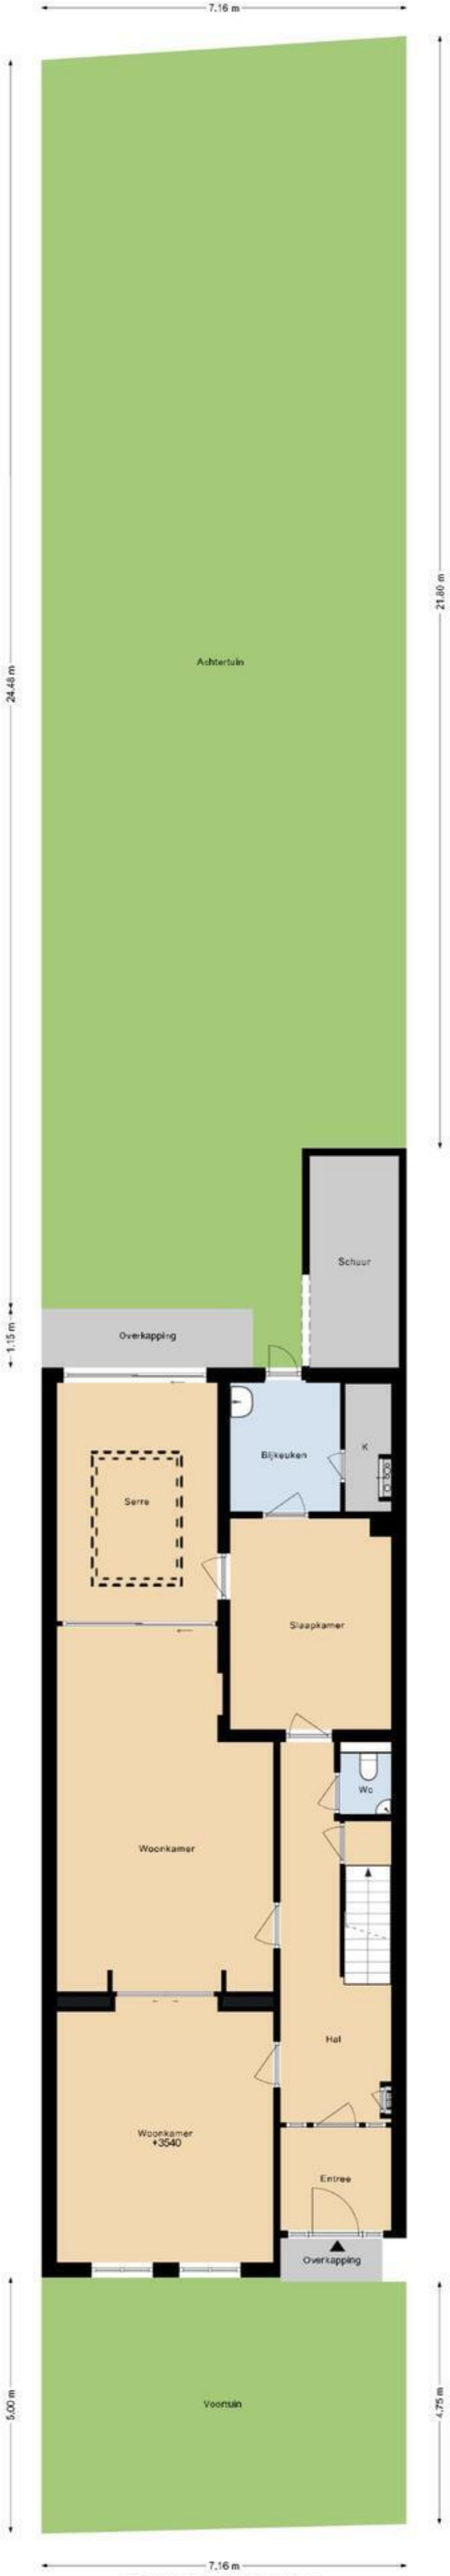 7.16 m
24.48 m
21.80 m
Achtertuin
Schuur
1.15 m
Overkapping
Bijkeuken
K
Serre
Slaapkamer
Wc
Woonkamer
Hal
Woonkamer
+3540
Entree
Overkapping
5.00 m
Voortuin
4.75 m
7.16 m